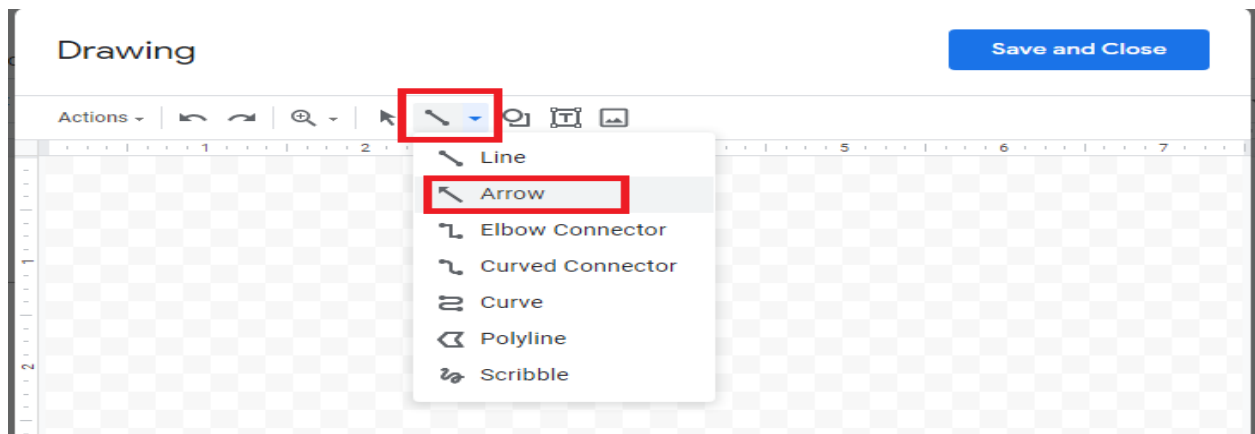 Drawing
Save and Close
Actions
1 2 5 6 7
Line
Arrow
Elbow Connector
Curved Connector
Curve
Polyline
Scribble
1
2